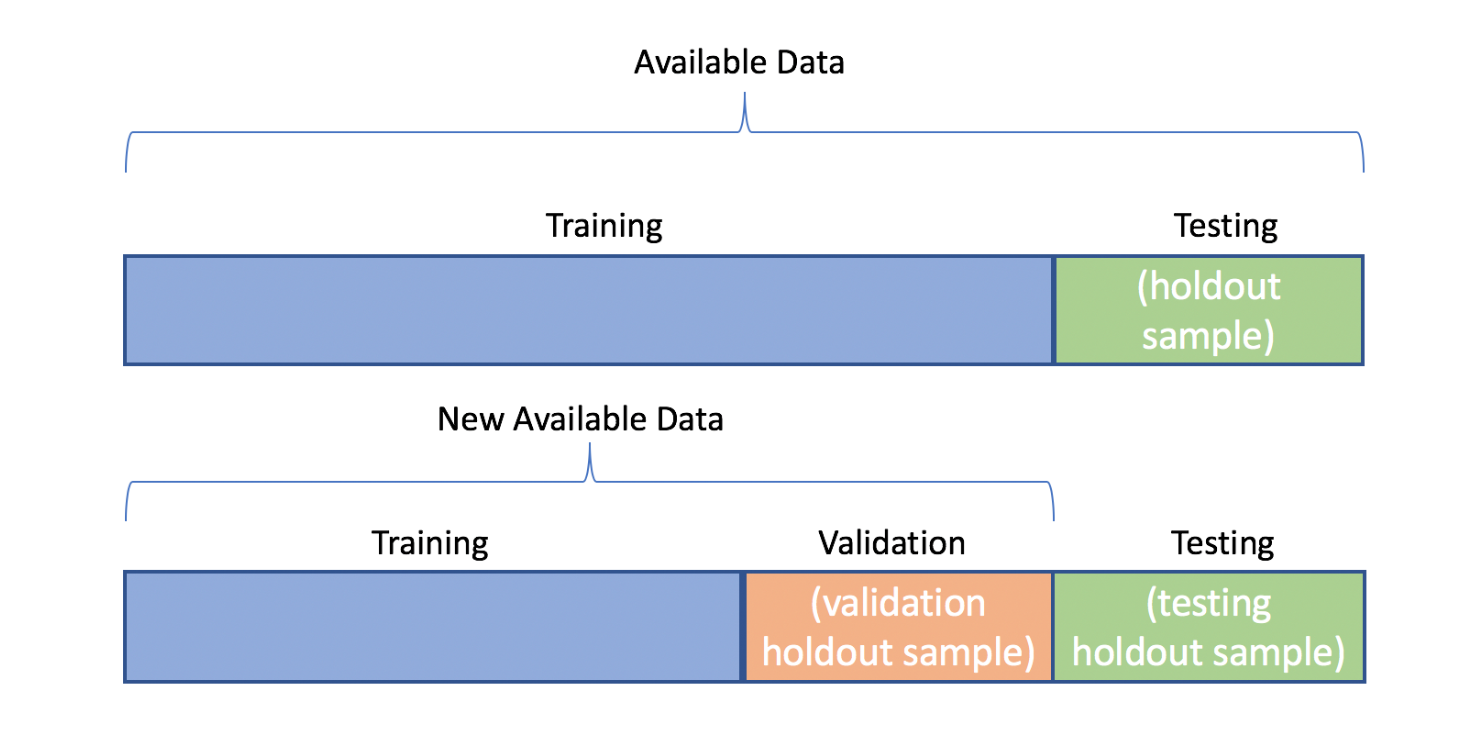 Available Data
Training
Testing
(holdout
sample)
New Available Data
Training
Validation
Testing
(validation
holdout sample)
(testing
holdout sample)